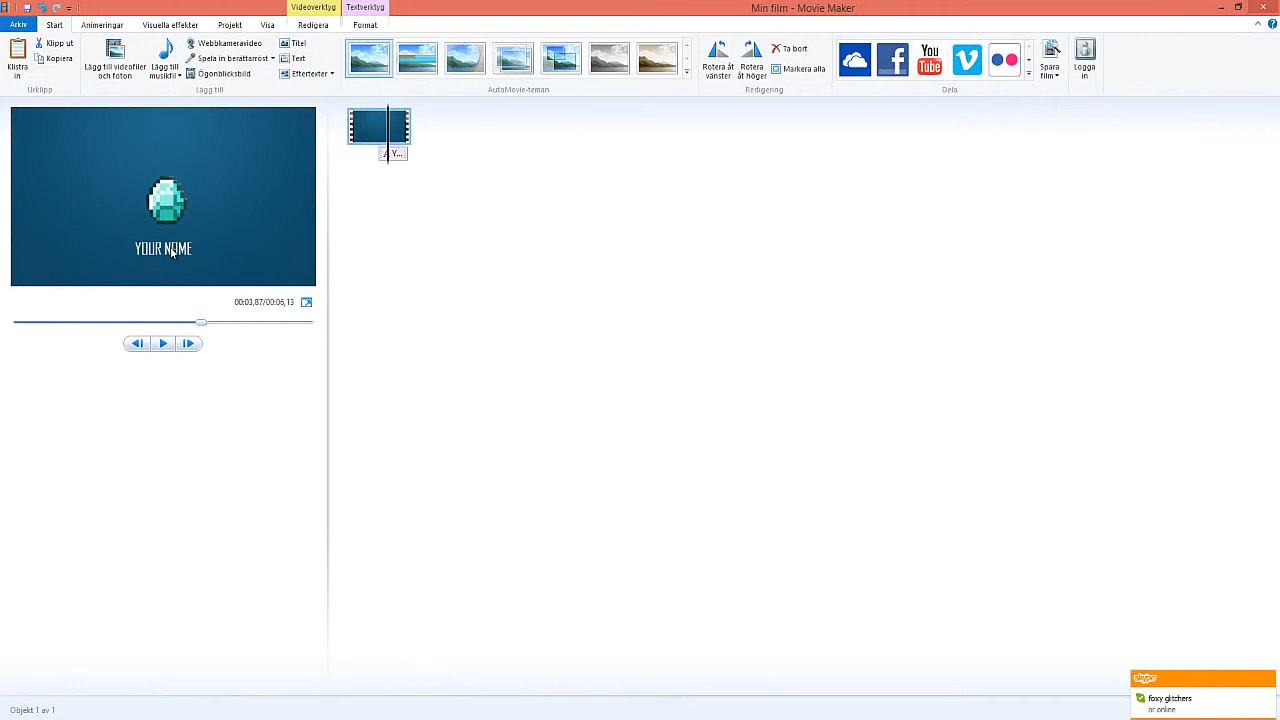 Videoverktyg Textverktyg
Min film - Movie Maker
Arkiv Start Animeringar Visuella effekter Projekt Visa Redigera Format
Klistra in
Klipp ut
Kopiera
Urklipp
Lägg till videofiler och foton
Lägg till musikfil
Webbkameravideo
Spela in berättarröst
Ögonblicksbild
Titel
Text
Eftertexter
Lägg till
AutoMovie-teman
Rotera åt vänster
Rotera åt höger
Ta bort
Markera alla
Redigering
You
Tube
Dela
Spara film
Logga in
YOUR NAME
A Y...
00:03,87/00:06,13
skype
foxy glitchers
är online
Objekt 1 av 1